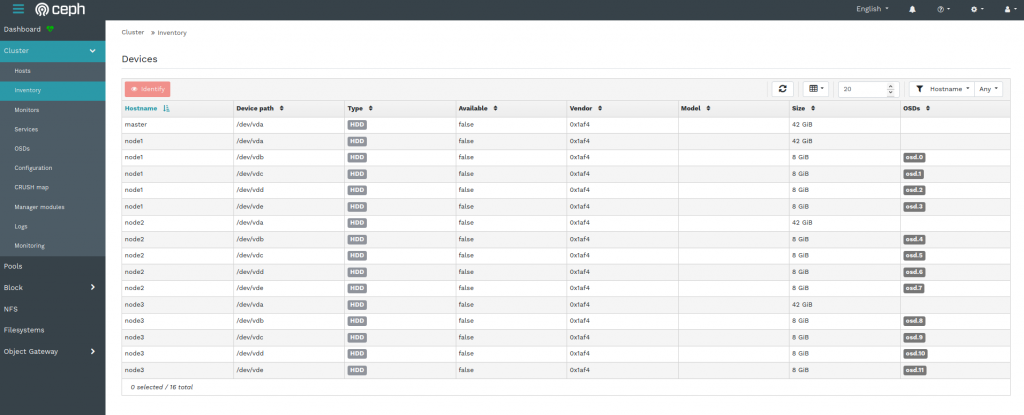 ceph
English
Dashboard
Cluster
Hosts
Inventory
Monitors
Services
OSDs
Configuration
CRUSH map
Manager modules
Logs
Monitoring
Pools
Block
NFS
Filesystems
Object Gateway
Cluster » Inventory
Devices
Identify 20 Hostname Any
Hostname Device path Type Available Vendor Model Size OSDs
master /dev/vda HDD false 0x1af4 42 GiB
node1 /dev/vda HDD false 0x1af4 42 GiB
node1 /dev/vdb HDD false 0x1af4 8 GiB osd.0
node1 /dev/vdc HDD false 0x1af4 8 GiB osd.1
node1 /dev/vdd HDD false 0x1af4 8 GiB osd.2
node1 /dev/vde HDD false 0x1af4 8 GiB osd.3
node2 /dev/vda HDD false 0x1af4 42 GiB
node2 /dev/vdb HDD false 0x1af4 8 GiB osd.4
node2 /dev/vdc HDD false 0x1af4 8 GiB osd.5
node2 /dev/vdd HDD false 0x1af4 8 GiB osd.6
node2 /dev/vde HDD false 0x1af4 8 GiB osd.7
node3 /dev/vda HDD false 0x1af4 42 GiB
node3 /dev/vdb HDD false 0x1af4 8 GiB osd.8
node3 /dev/vdc HDD false 0x1af4 8 GiB osd.9
node3 /dev/vdd HDD false 0x1af4 8 GiB osd.10
node3 /dev/vde HDD false 0x1af4 8 GiB osd.11
0 selected / 16 total